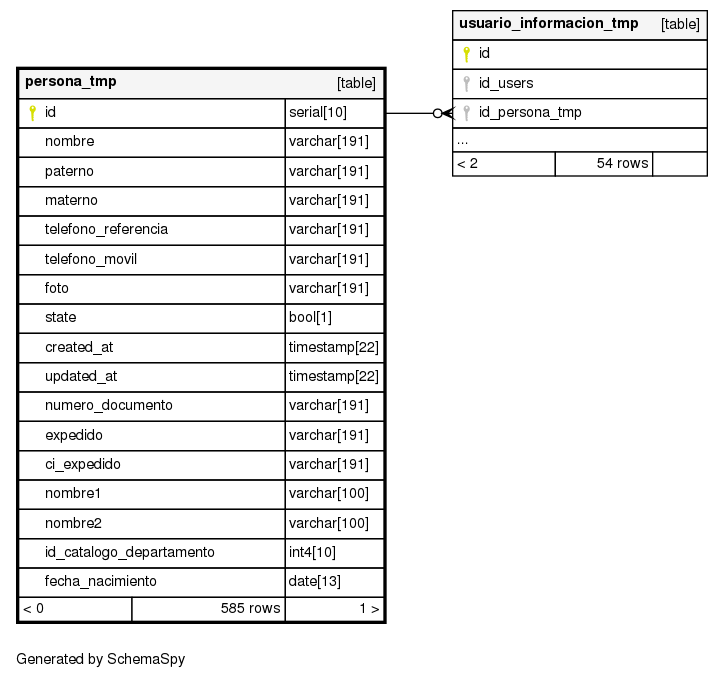 usuario_informacion_tmp [table]
id
id_users
id_persona_tmp
...
< 2 54 rows
persona_tmp [table]
id serial[10]
nombre varchar[191]
paterno varchar[191]
materno varchar[191]
telefono_referencia varchar[191]
telefono_movil varchar[191]
foto varchar[191]
state bool[1]
created_at timestamp[22]
updated_at timestamp[22]
numero_documento varchar[191]
expedido varchar[191]
ci_expedido varchar[191]
nombre1 varchar[100]
nombre2 varchar[100]
id_catalogo_departamento int4[10]
fecha_nacimiento date[13]
< 0 585 rows 1 >
Generated by SchemaSpy